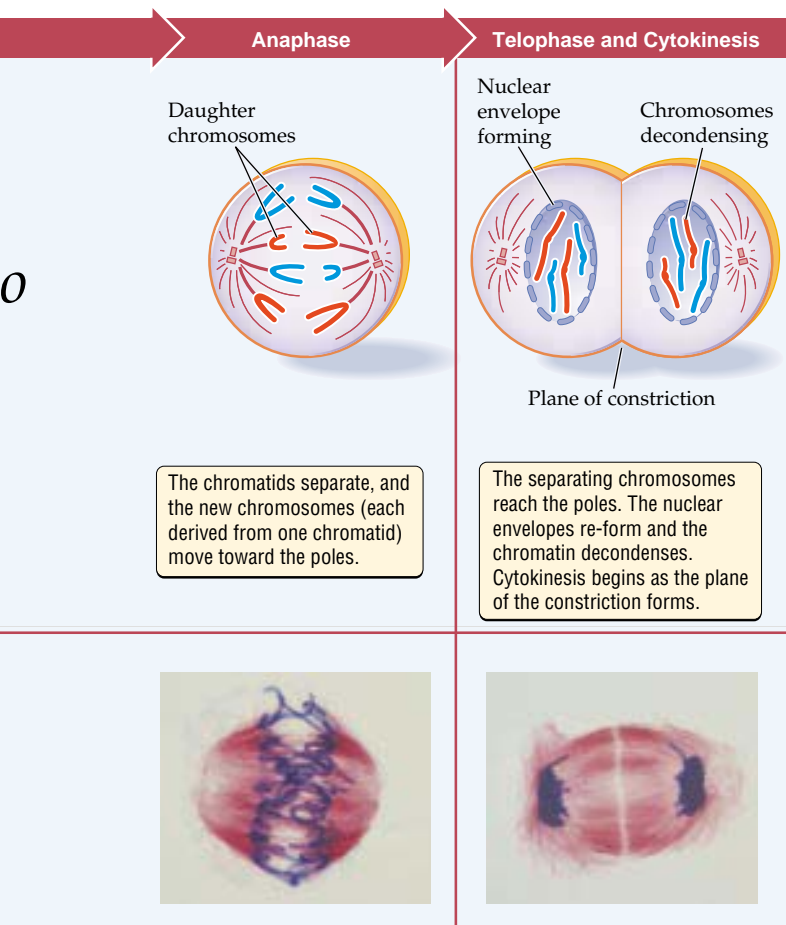 Anaphase
Telophase and Cytokinesis
Daughter
chromosomes
Nuclear
envelope
forming
Chromosomes
decondensing
o
Plane of constriction
The chromatids separate, and
the new chromosomes (each
derived from one chromatid)
move toward the poles.
The separating chromosomes
reach the poles. The nuclear
envelopes re-form and the
chromatin decondenses.
Cytokinesis begins as the plane
of the constriction forms.